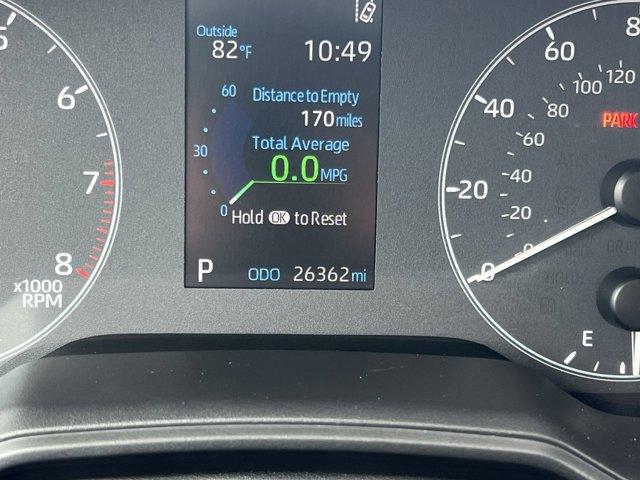 Outside
82°F 10:49
Distance to Empty
170 miles
Total Average
0.0 MPG
60
30
0
Hold OK to Reset
P ODO 26362 mi
6
7
8
x1000
RPM
60
40
20
0
120
100
80
60
40
20
0
PARK
E